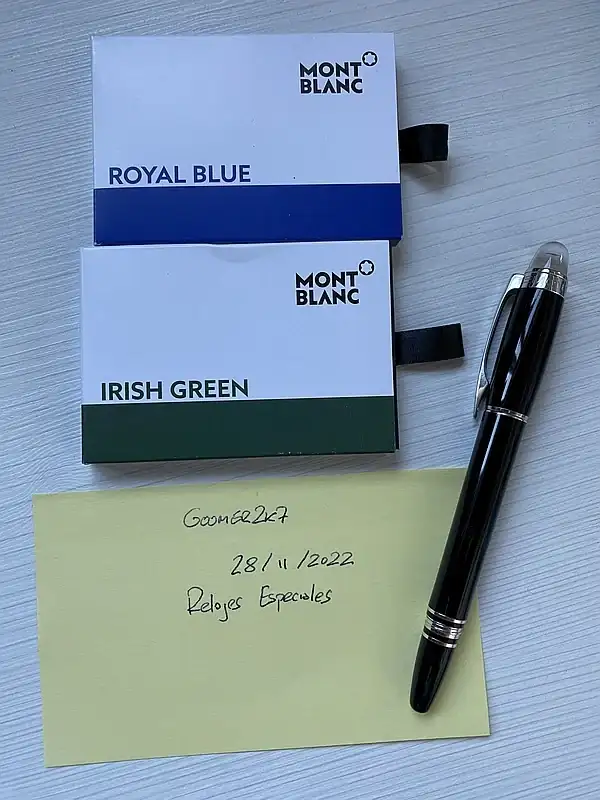 MONT
BLANC
ROYAL BLUE
MONT
BLANC
IRISH GREEN
GOOMER2K7
28/11/2022
Relojes Especiales